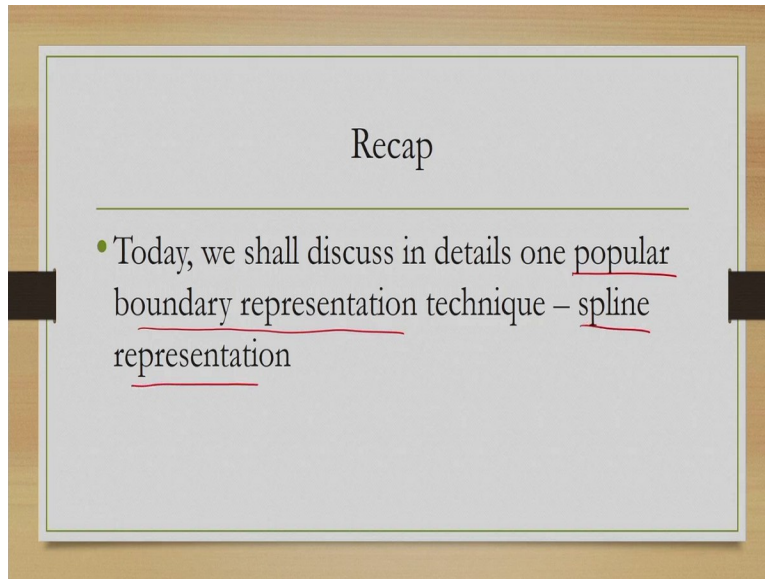 Recap
• Today, we shall discuss in details one popular
boundary representation technique – spline
representation